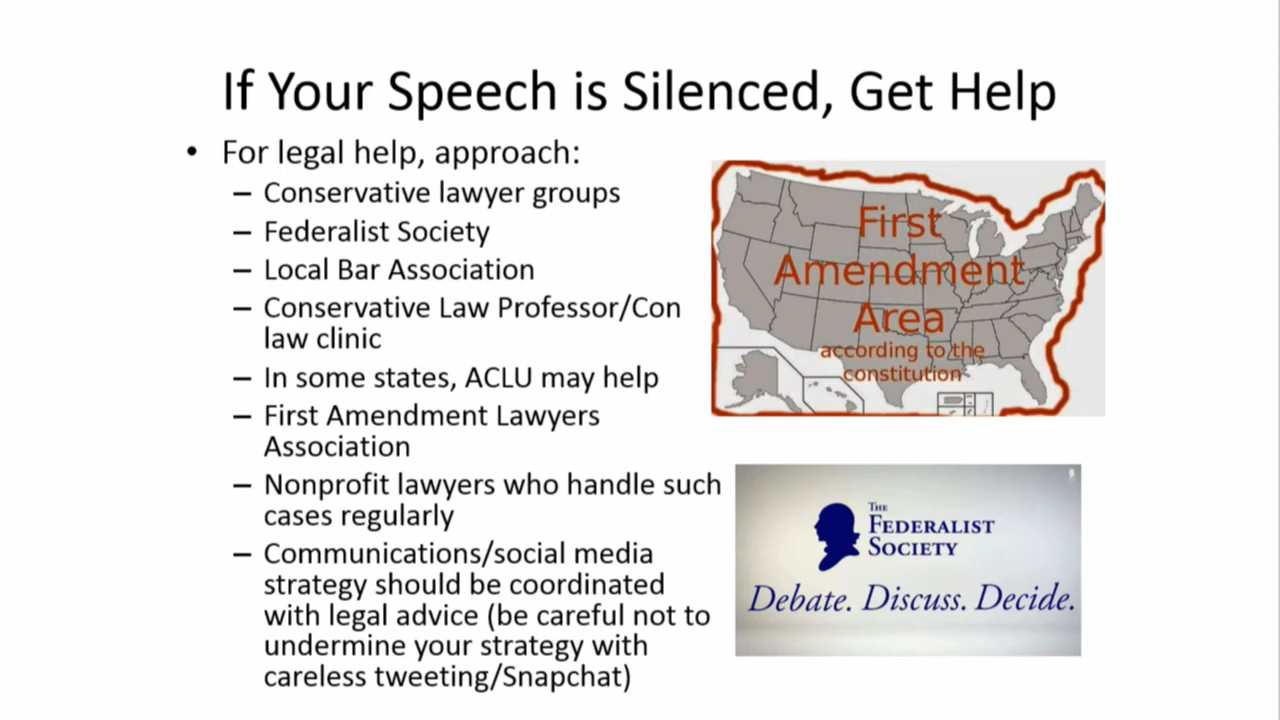 If Your Speech is Silenced, Get Help
• For legal help, approach:
– Conservative lawyer groups
– Federalist Society
– Local Bar Association
– Conservative Law Professor/Con
law clinic
– In some states, ACLU may help
– First Amendment Lawyers
Association
– Nonprofit lawyers who handle such
cases regularly
– Communications/social media
strategy should be coordinated
with legal advice (be careful not to
undermine your strategy with
careless tweeting/Snapchat)
First
Amendment
Area
according to the
constitution
THE
FEDERALIST
SOCIETY
Debate. Discuss. Decide.